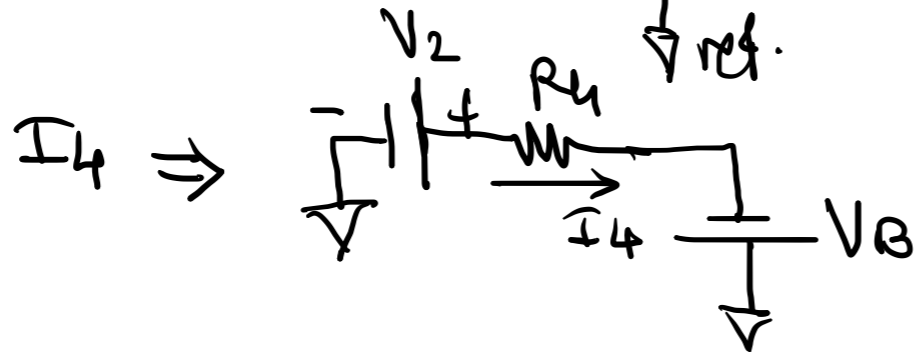 ref.
V2
- + R4
I4 ⇒
I4 VB